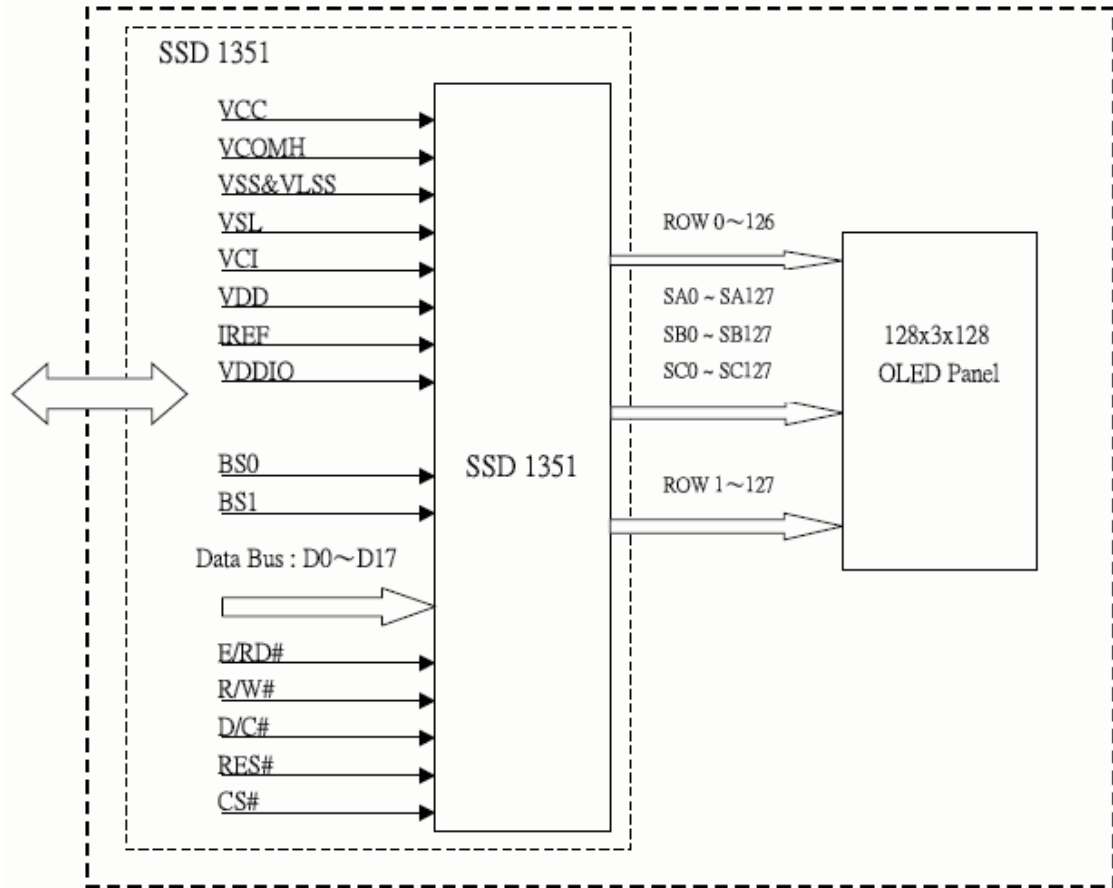 SSD 1351
VCC
VCOMH
VSS&VLSS
VSL
VCI
VDD
IREF
VDDIO
BS0
BS1
Data Bus : D0～D17
E/RD#
R/W#
D/C#
RES#
CS#
SSD 1351
ROW 0～126
SA0 ~ SA127
SB0 ~ SB127
SC0 ~ SC127
ROW 1～127
128x3x128
OLED Panel